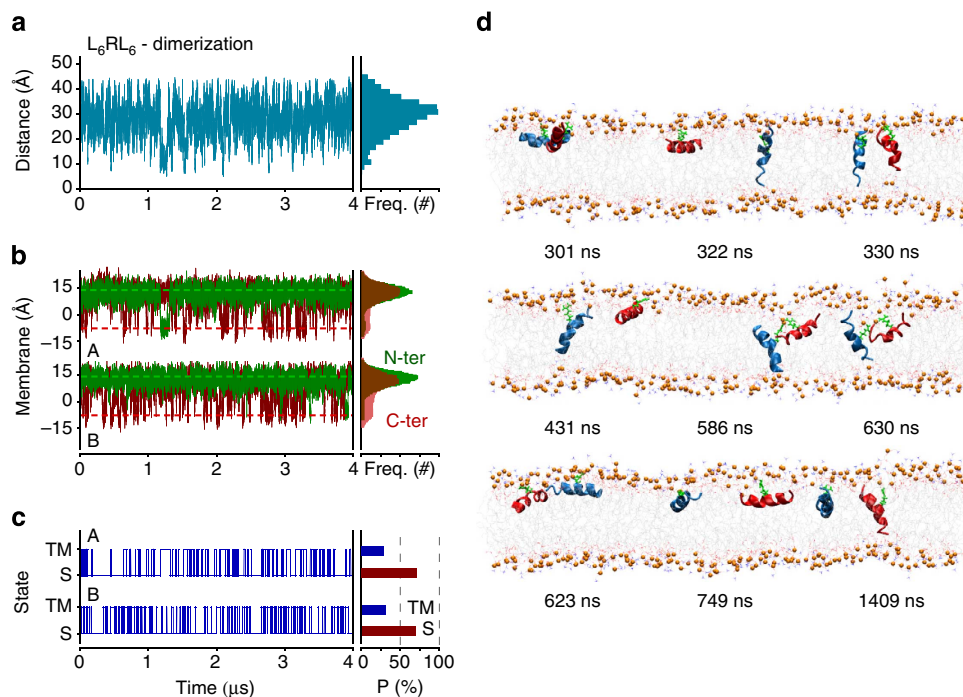 a
L6RL6 - dimerization
Distance (Å)
50
40
30
20
10
0
0 1 2 3 4 Freq. (#)
b
Membrane (Å)
15
0
−15
A
N-ter
15
0
−15
B
C-ter
0 1 2 3 4 Freq. (#)
c
State
A
TM
S
B
TM
S
TM
S
0 1 2 3 4
0 50 100
Time (μs)
P (%)
d
301 ns 322 ns 330 ns
431 ns 586 ns 630 ns
623 ns 749 ns 1409 ns